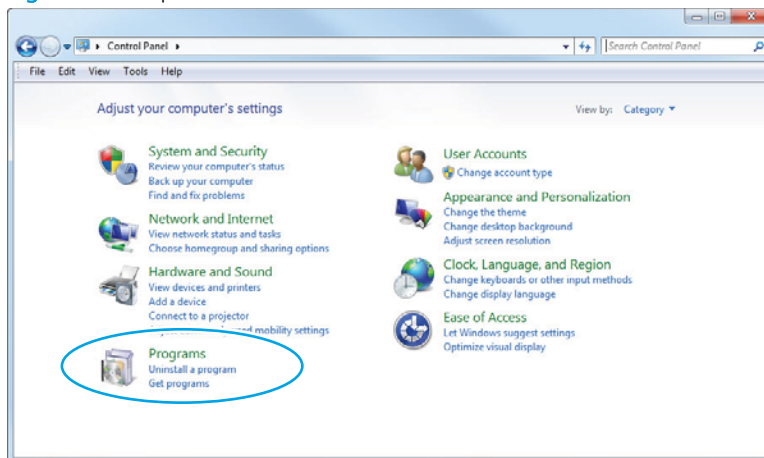 Control Panel
Search Control Panel
File Edit View Tools Help
Adjust your computer's settings
View by: Category
System and Security
Review your computer's status
Back up your computer
Find and fix problems
Network and Internet
View network status and tasks
Choose homegroup and sharing options
Hardware and Sound
View devices and printers
Add a device
Connect to a projector
mobility settings
Programs
Uninstall a program
Get programs
User Accounts
Change account type
Appearance and Personalization
Change the theme
Change desktop background
Adjust screen resolution
Clock, Language, and Region
Change keyboards or other input methods
Change display language
Ease of Access
Let Windows suggest settings
Optimize visual display